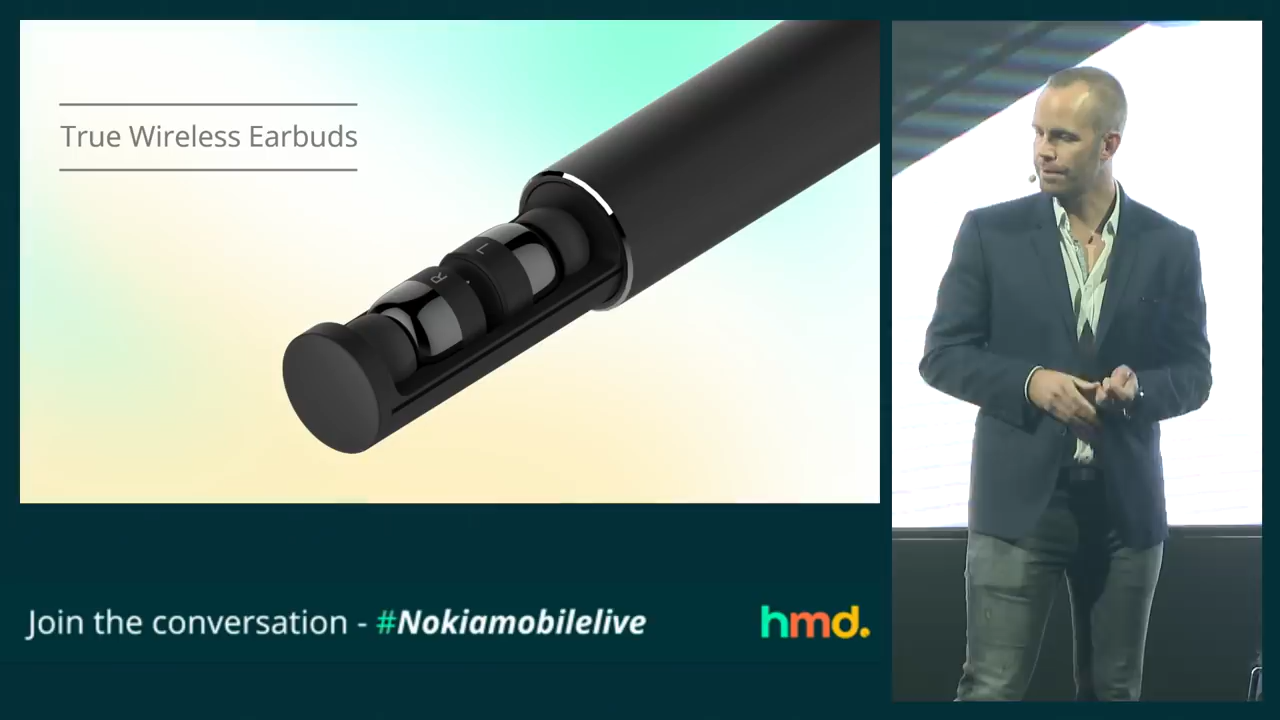 True Wireless Earbuds
L
R
Join the conversation - #Nokiamobilelive
hmd.